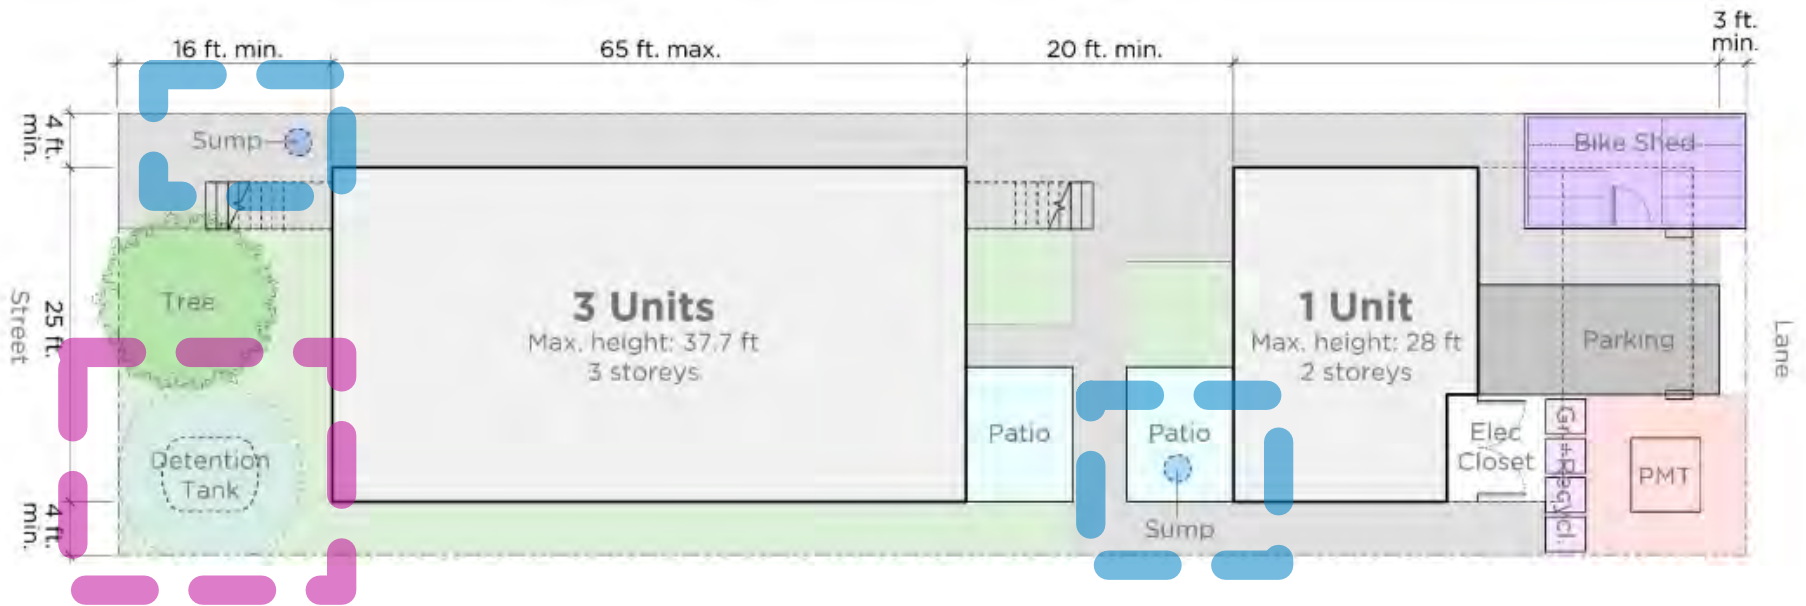 16 ft. min.
65 ft. max.
20 ft. min.
3 ft.
min.
4 ft.
min.
Sump
Bike Shed
Tree
Street
25 ft.
3 Units
Max. height: 37.7 ft
3 storeys
1 Unit
Max. height: 28 ft
2 storeys
Parking
Lane
Patio
Patio
Elec
Closet
Detention
Tank
PMT
4 ft.
min.
Sump